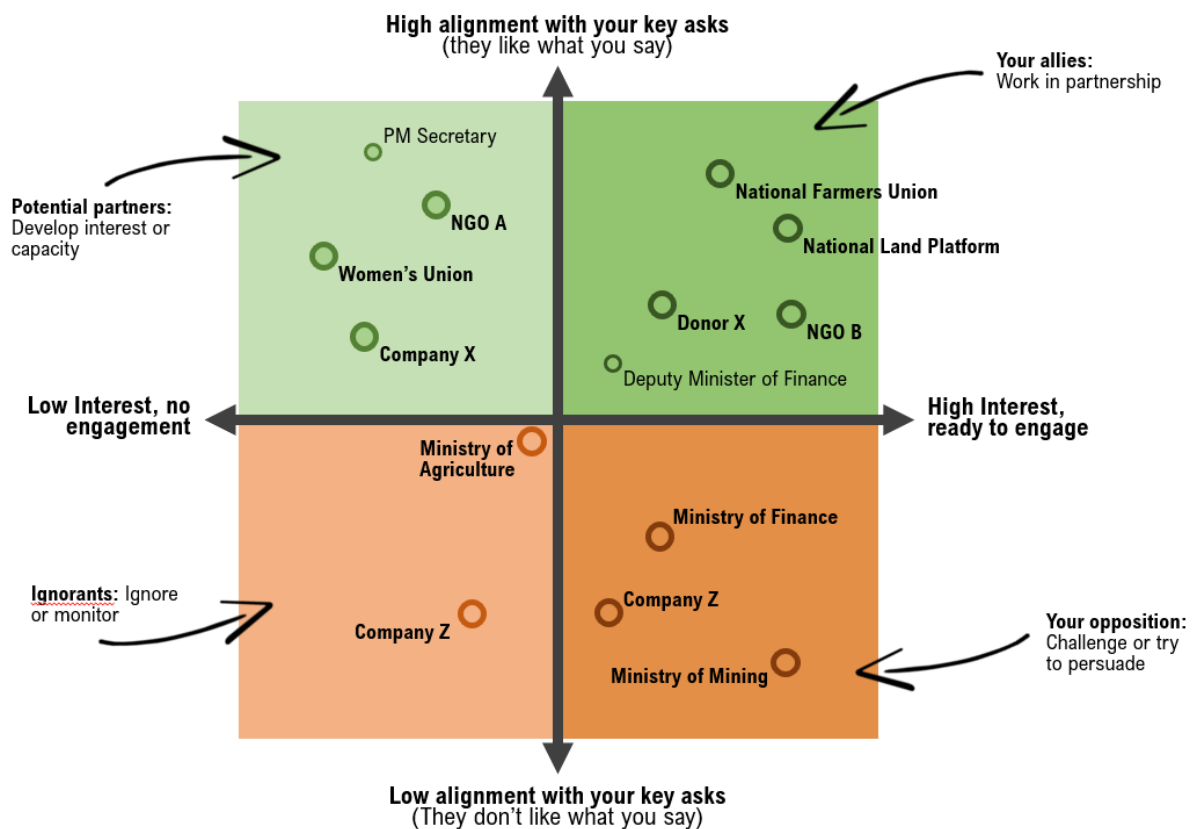 High alignment with your key asks
(they like what you say)
Your allies:
Work in partnership
PM Secretary
National Farmers Union
Potential partners:
Develop interest or
capacity
NGO A
National Land Platform
Women's Union
Donor X
NGO B
Company X
Deputy Minister of Finance
Low Interest, no
engagement
High Interest,
ready to engage
Ministry of
Agriculture
Ministry of Finance
Ignorants: Ignore
or monitor
Company Z
Company Z
Your opposition:
Challenge or try
to persuade
Ministry of Mining
Low alignment with your key asks
(They don't like what you say)